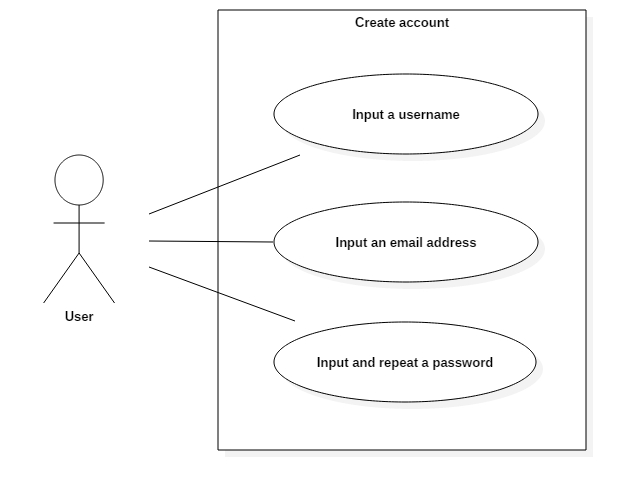 Create account
Input a username
Input an email address
Input and repeat a password
User